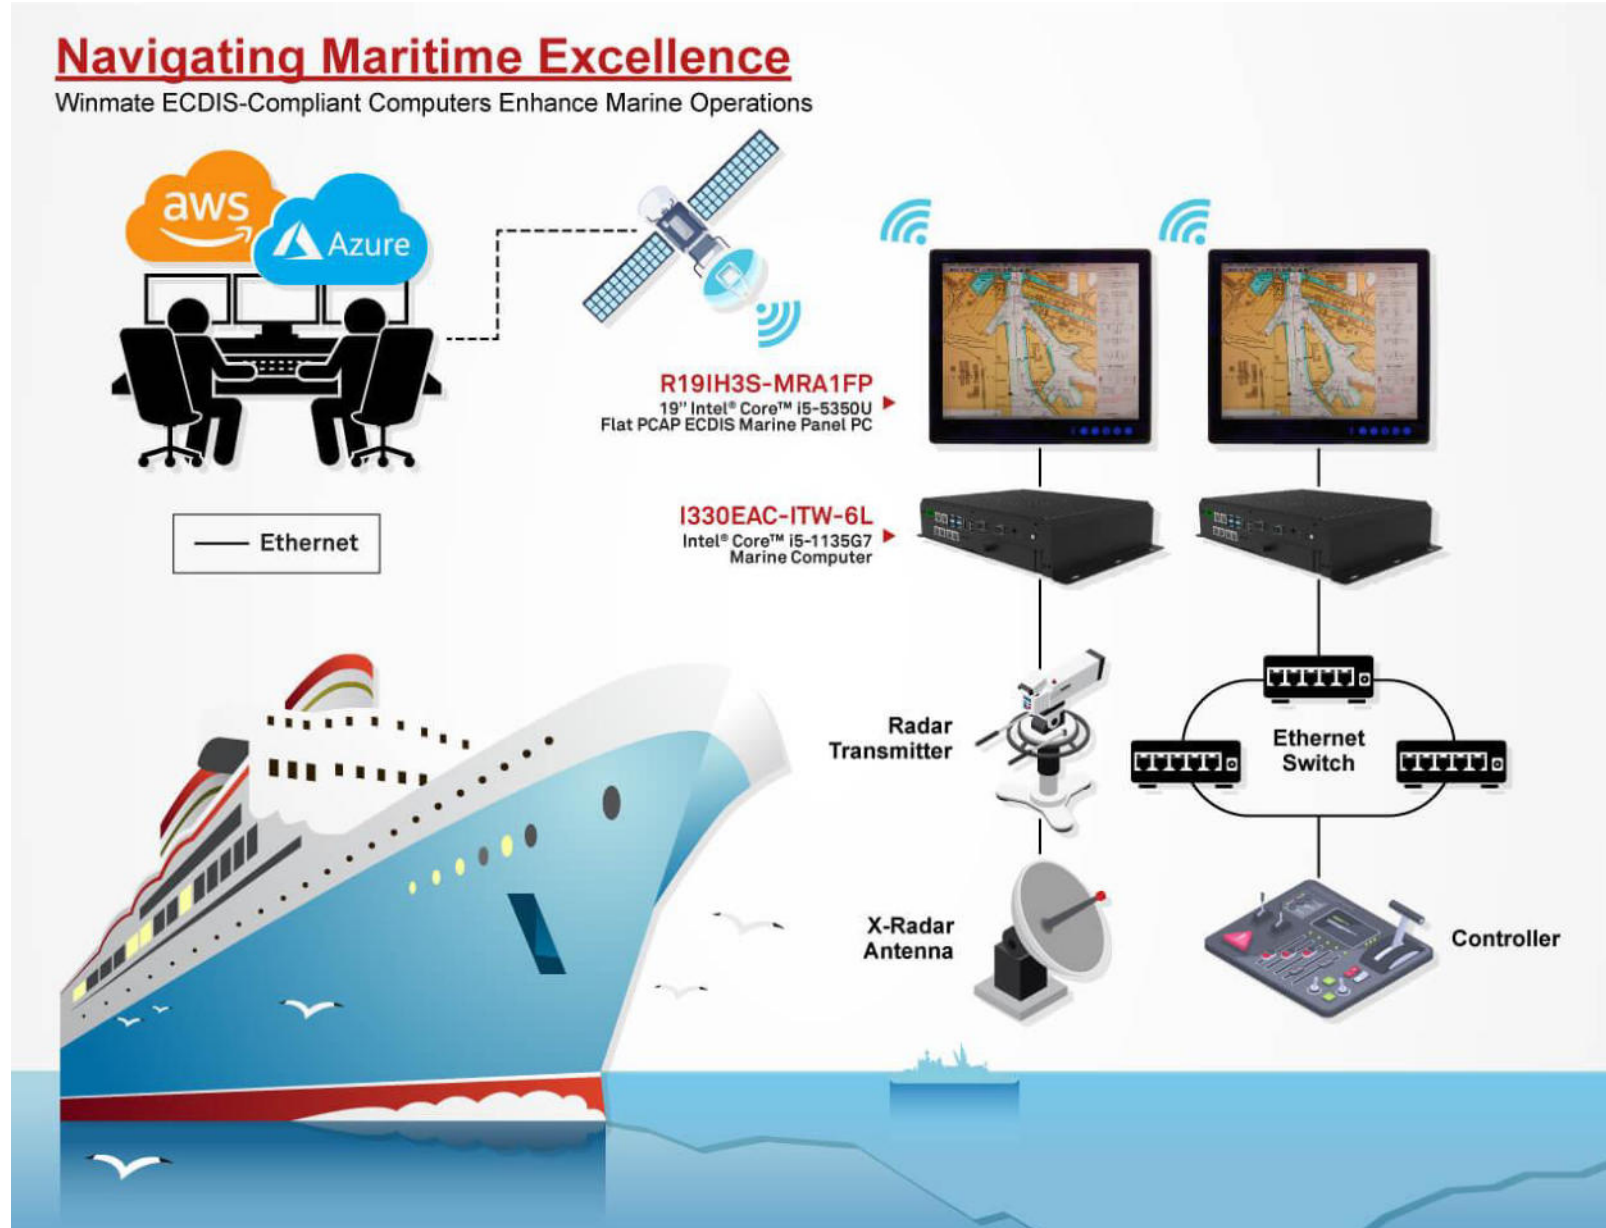 Navigating Maritime Excellence
Winmate ECDIS-Compliant Computers Enhance Marine Operations
aws
Azure
R19IH3S-MRA1FP
19" Intel® Core™ i5-5350U
Flat PCAP ECDIS Marine Panel PC
I330EAC-ITW-6L
Intel® Core™ i5-1135G7
Marine Computer
Ethernet
Radar
Transmitter
Ethernet
Switch
X-Radar
Antenna
Controller